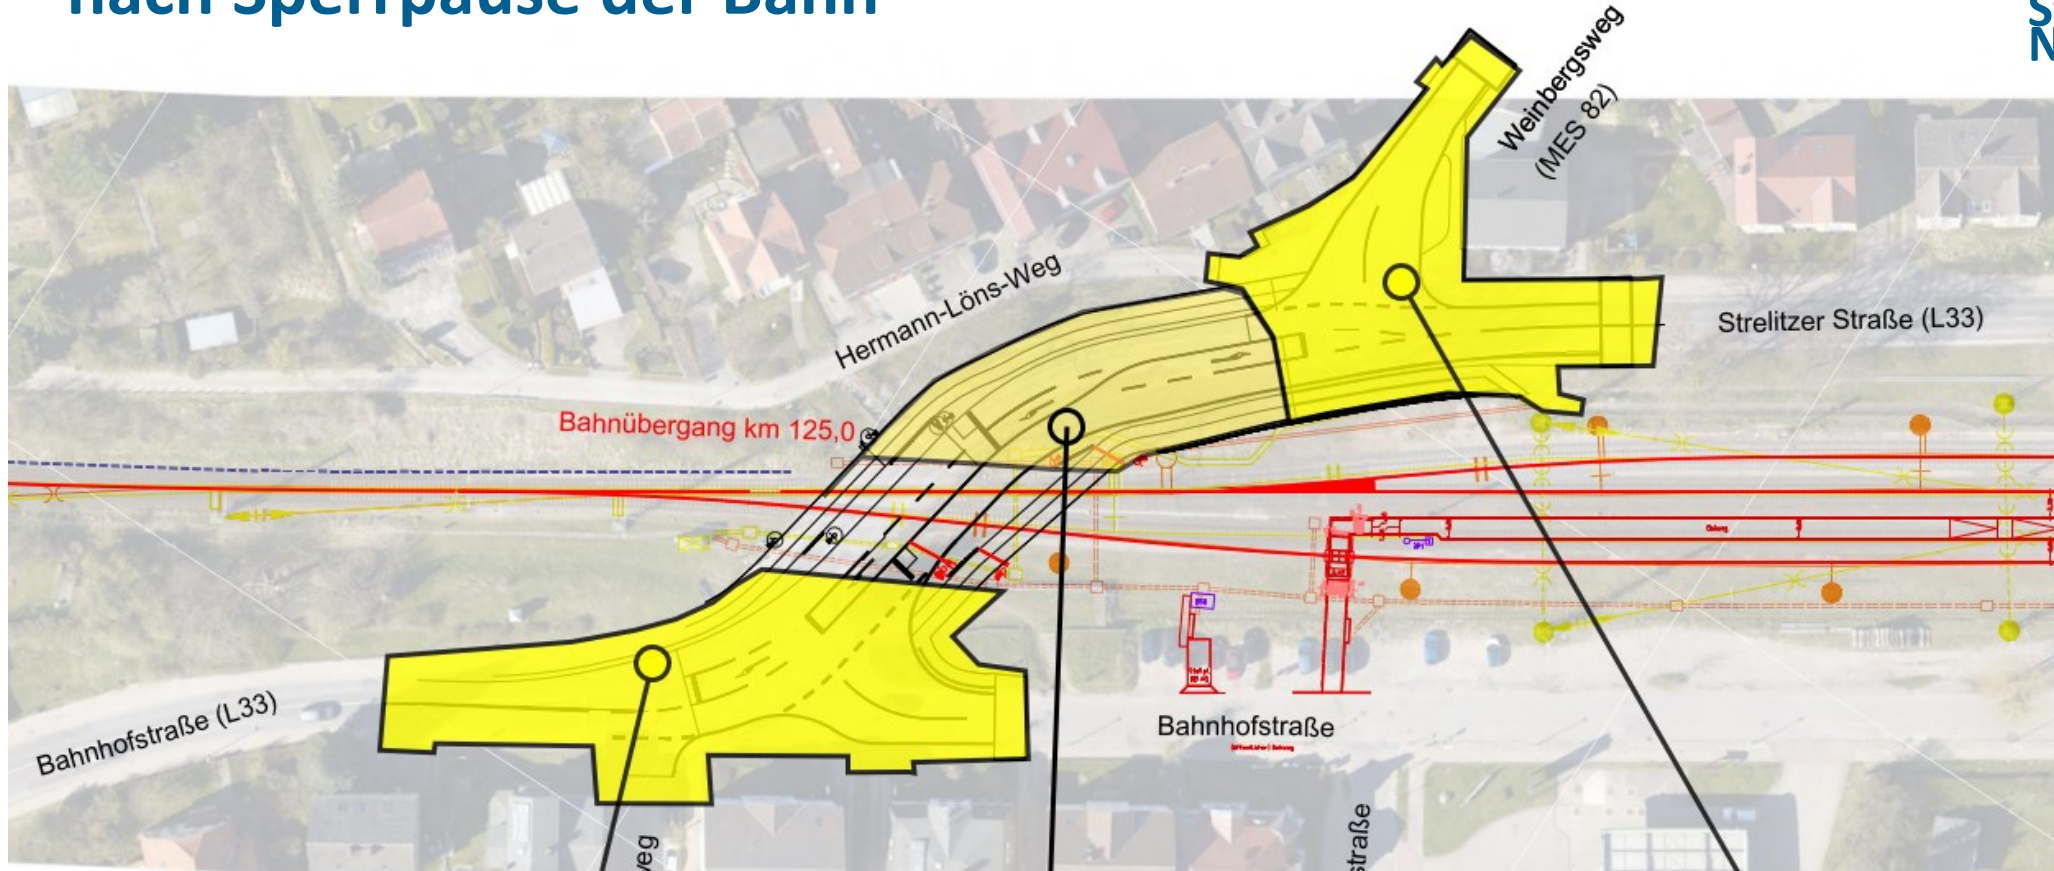 nach Sperrpause der Bahn
Weinbergsweg
(MES 82)
Hermann-Löns-Weg
Strelitzer Straße (L33)
Bahnübergang km 125,0
Bahnhofstraße (L33)
Bahnhofstraße
veg
straße